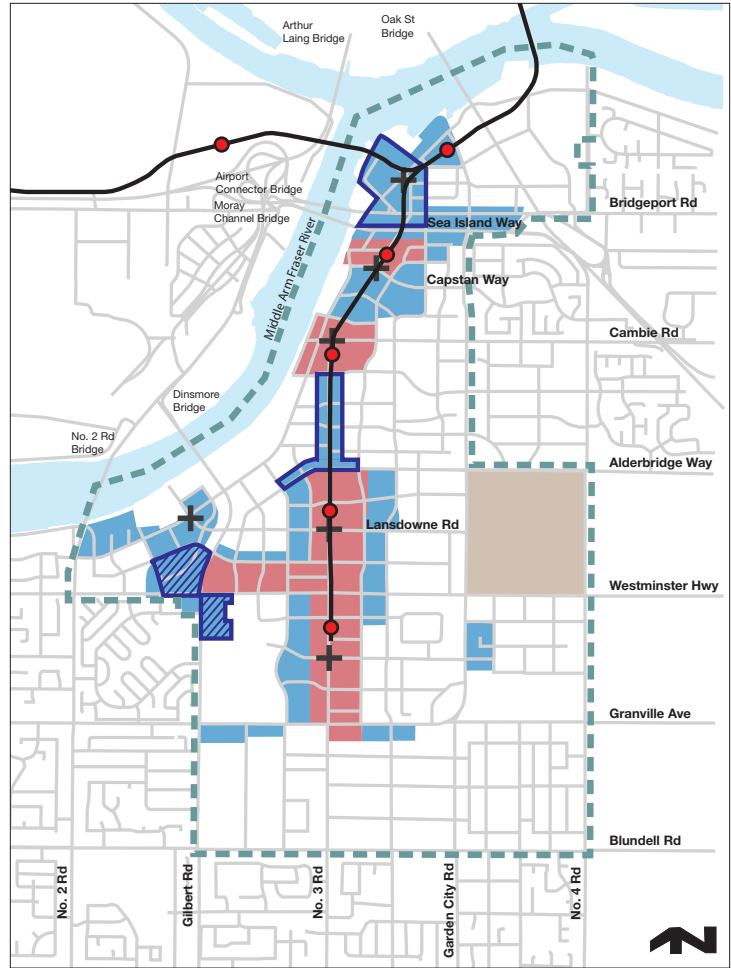 Arthur
Laing Bridge
Oak St
Bridge
Airport
Connector Bridge
Moray
Channel Bridge
Bridgeport Rd
Sea Island Way
Middle Arm Fraser River
Capstan Way
Cambie Rd
Dinsmore
Bridge
No. 2 Rd
Bridge
Alderbridge Way
Lansdowne Rd
Westminster Hwy
Granville Ave
Blundell Rd
No. 2 Rd
Gilbert Rd
No. 3 Rd
Garden City Rd
No. 4 Rd
N